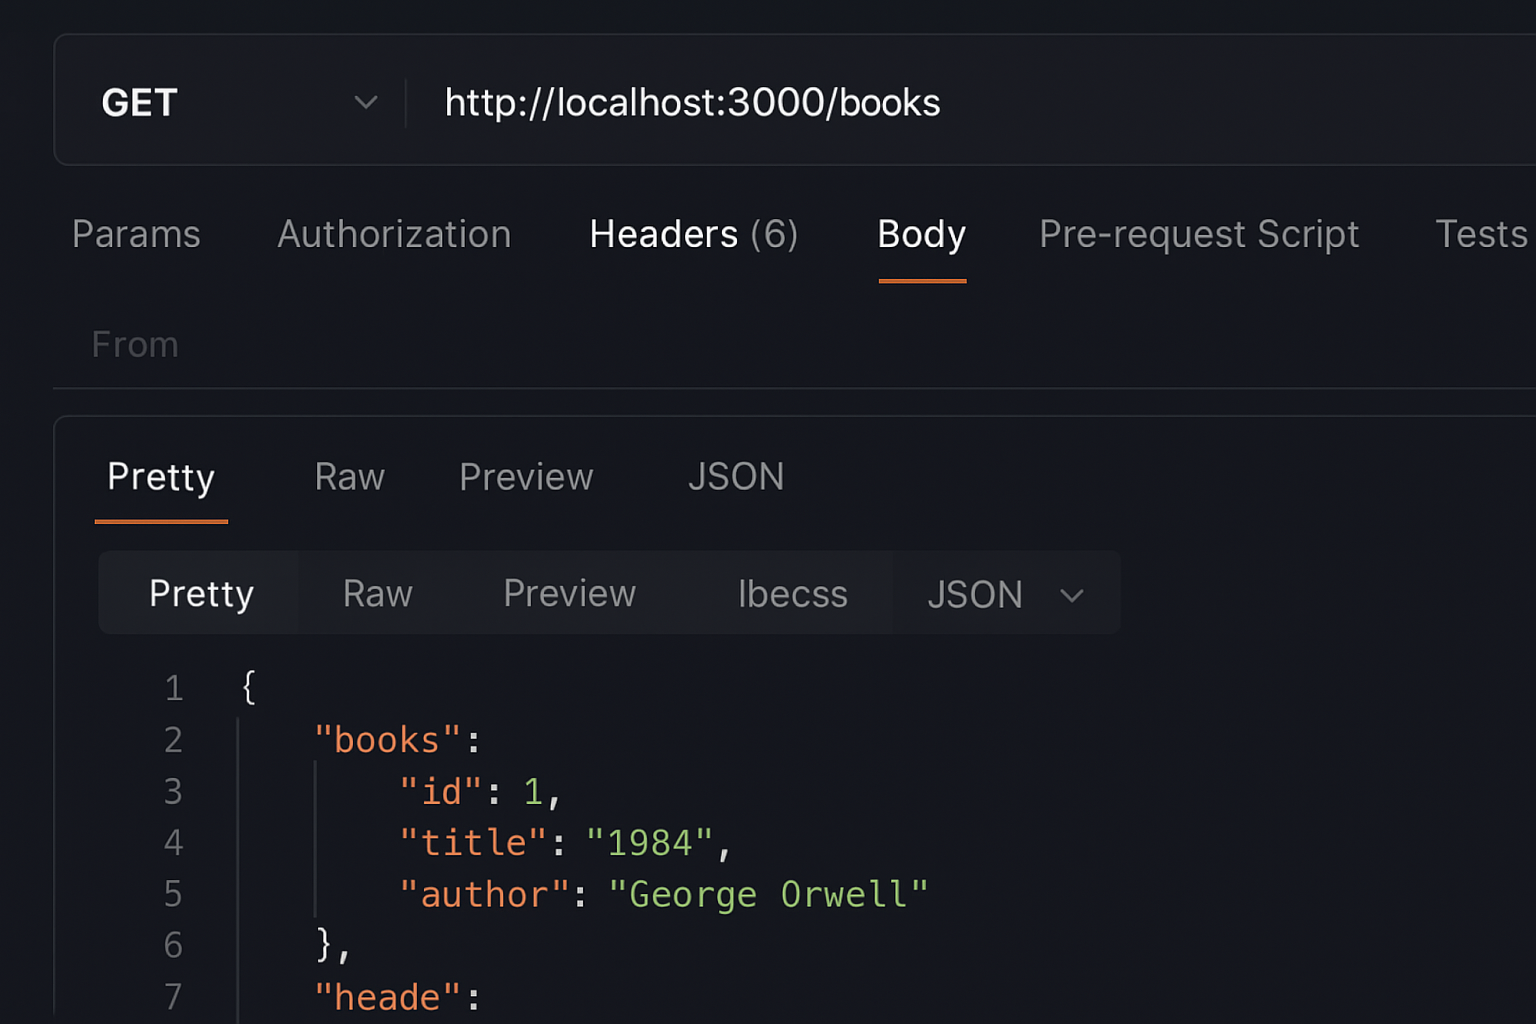 GET http://localhost:3000/books
Params Authorization Headers (6) Body Pre-request Script Tests
From
Pretty Raw Preview JSON
Pretty Raw Preview lbecss JSON
1 {
2 "books":
3 "id": 1,
4 "title": "1984",
5 "author": "George Orwell"
6 },
7 "heade":